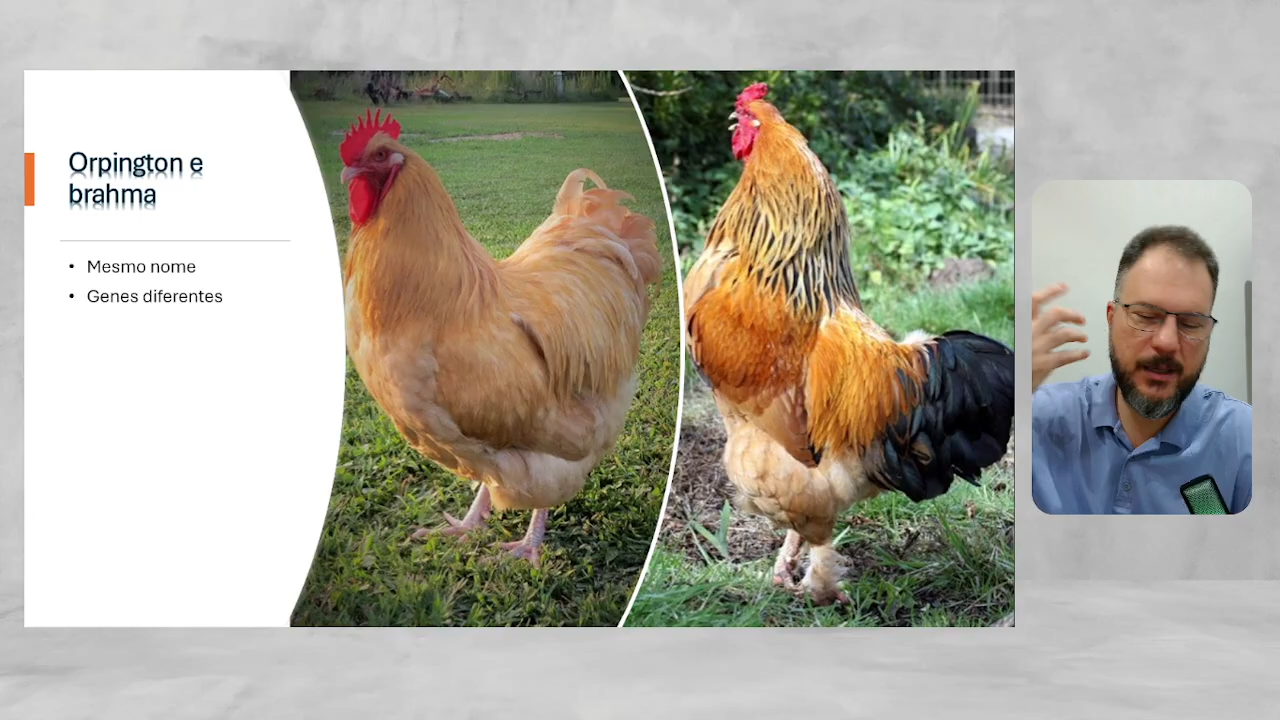 Orpington e
brahma
• Mesmo nome
• Genes diferentes